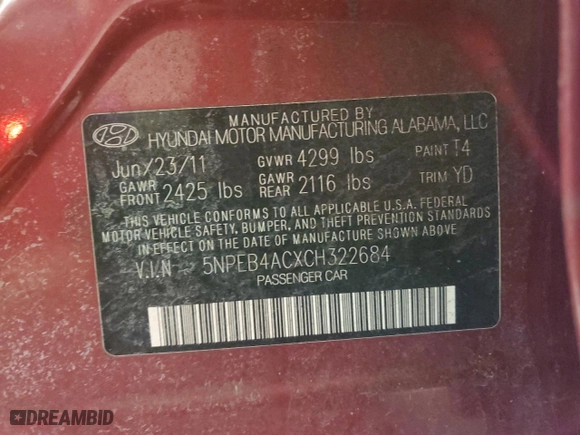 MANUFACTURED BY
HYUNDAI MOTOR MANUFACTURING ALABAMA, LLC
Jun/23/11 GVWR 4299 lbs PAINT T4
GAWR FRONT 2425 lbs GAWR REAR 2116 lbs TRIM YD
THIS VEHICLE CONFORMS TO ALL APPLICABLE U.S.A. FEDERAL
MOTOR VEHICLE SAFETY, BUMPER, AND THEFT PREVENTION STANDARDS
IN EFFECT ON THE DATE OF MANUFACTURE SHOWN ABOVE.
V.I.N 5NPEB4ACXCH322684
PASSENGER CAR
DREAMBID